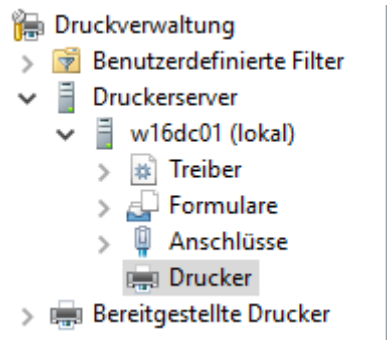 Druckverwaltung
Benutzerdefinierte Filter
Druckerserver
w16dc01 (lokal)
Treiber
Formulare
Anschlüsse
Drucker
Bereitgestellte Drucker